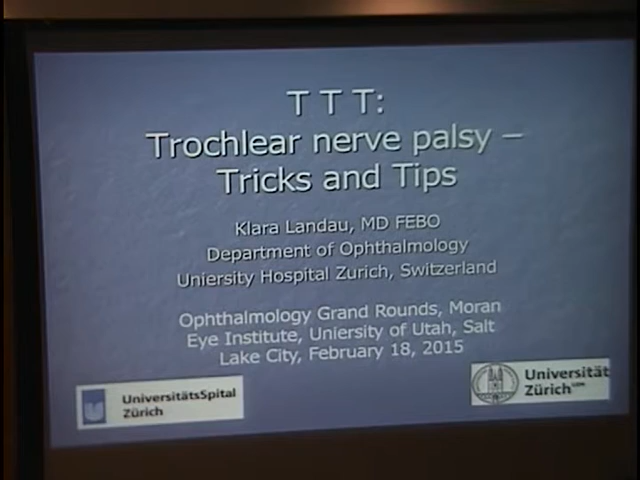 T T T:
Trochlear nerve palsy –
Tricks and Tips
Klara Landau, MD FEBO
Department of Ophthalmology
Uniersity Hospital Zurich, Switzerland
Ophthalmology Grand Rounds, Moran
Eye Institute, Uniersity of Utah, Salt
Lake City, February 18, 2015
UniversitätsSpital
Zürich
Universität
Zürich